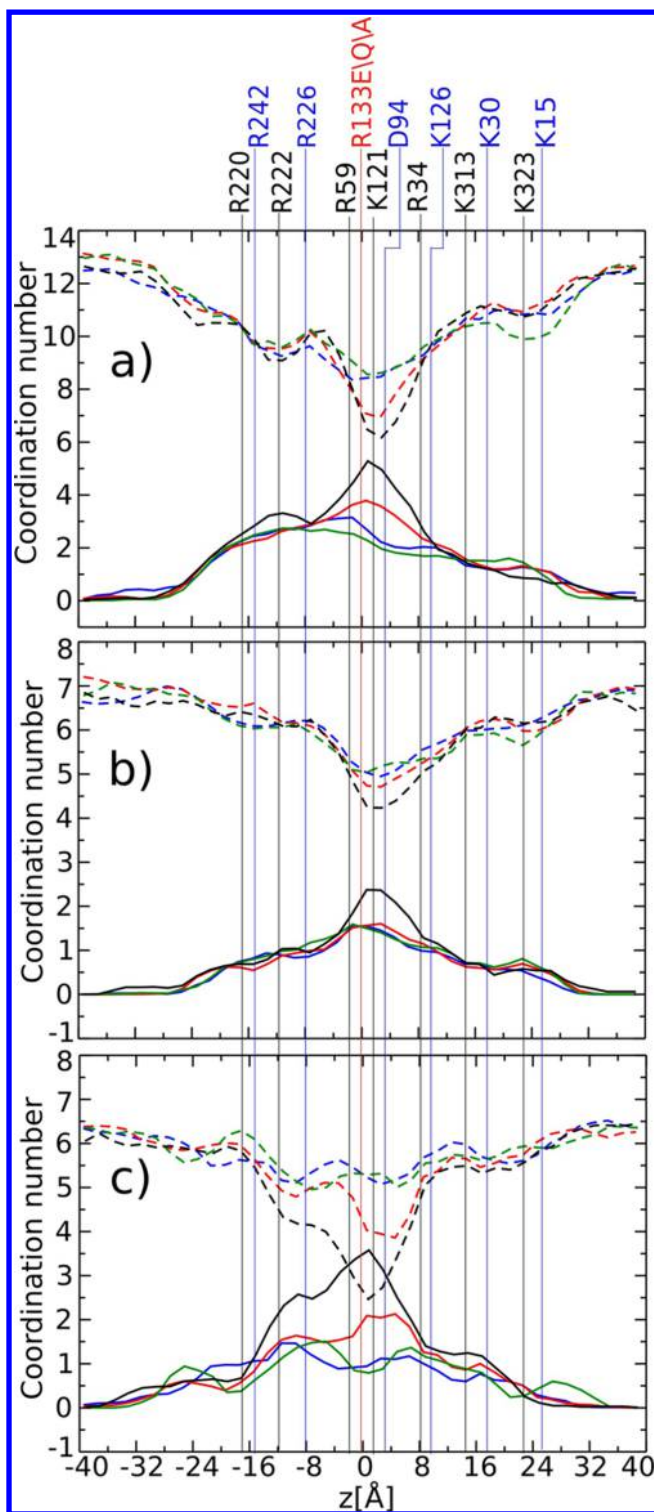 R220
R242
R222
R226
R59
R133E\Q\A
K121
D94
R34
K126
K313
K30
K323
K15
Coordination number
14
12
10
8
6
4
2
0
a)
Coordination number
8
7
6
5
4
3
2
1
0
-1
b)
Coordination number
8
7
6
5
4
3
2
1
0
-1
c)
-40 -32 -24 -16 -8 0 8 16 24 32 40
z[Å]